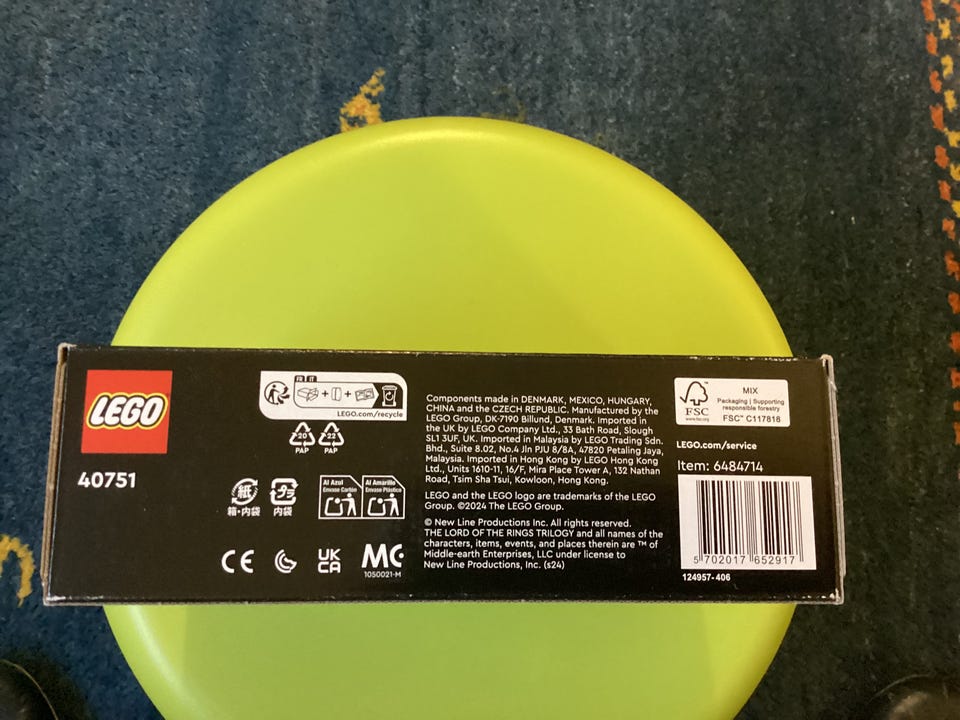 LEGO
40751
FR IT
LEGO.com/recycle
20
PAP
22
PAP
紙
箱・内袋
プラ
内袋
Al Azul
Envase Cartón
Al Amarillo
Envase Plástico
CE
UK
CA
MC
1050021-M
Components made in DENMARK, MEXICO, HUNGARY,
CHINA and the CZECH REPUBLIC. Manufactured by the
LEGO Group, DK-7190 Billund, Denmark. Imported in
the UK by LEGO Company Ltd., 33 Bath Road, Slough
SL1 3UF, UK. Imported in Malaysia by LEGO Trading Sdn.
Bhd., Suite 8.02, No.4 Jln PJU 8/8A, 47820 Petaling Jaya,
Malaysia. Imported in Hong Kong by LEGO Hong Kong
Ltd., Units 1610-11, 16/F, Mira Place Tower A, 132 Nathan
Road, Tsim Sha Tsui, Kowloon, Hong Kong.
LEGO and the LEGO logo are trademarks of the LEGO
Group. ©2024 The LEGO Group.
© New Line Productions Inc. All rights reserved.
THE LORD OF THE RINGS TRILOGY and all names of the
characters, items, events, and places therein are ™ of
Middle-earth Enterprises, LLC under license to
New Line Productions, Inc. (s24)
FSC
www.fsc.org
MIX
Packaging | Supporting
responsible forestry
FSC™ C117818
LEGO.com/service
Item: 6484714
5 702017 652917
124957-406